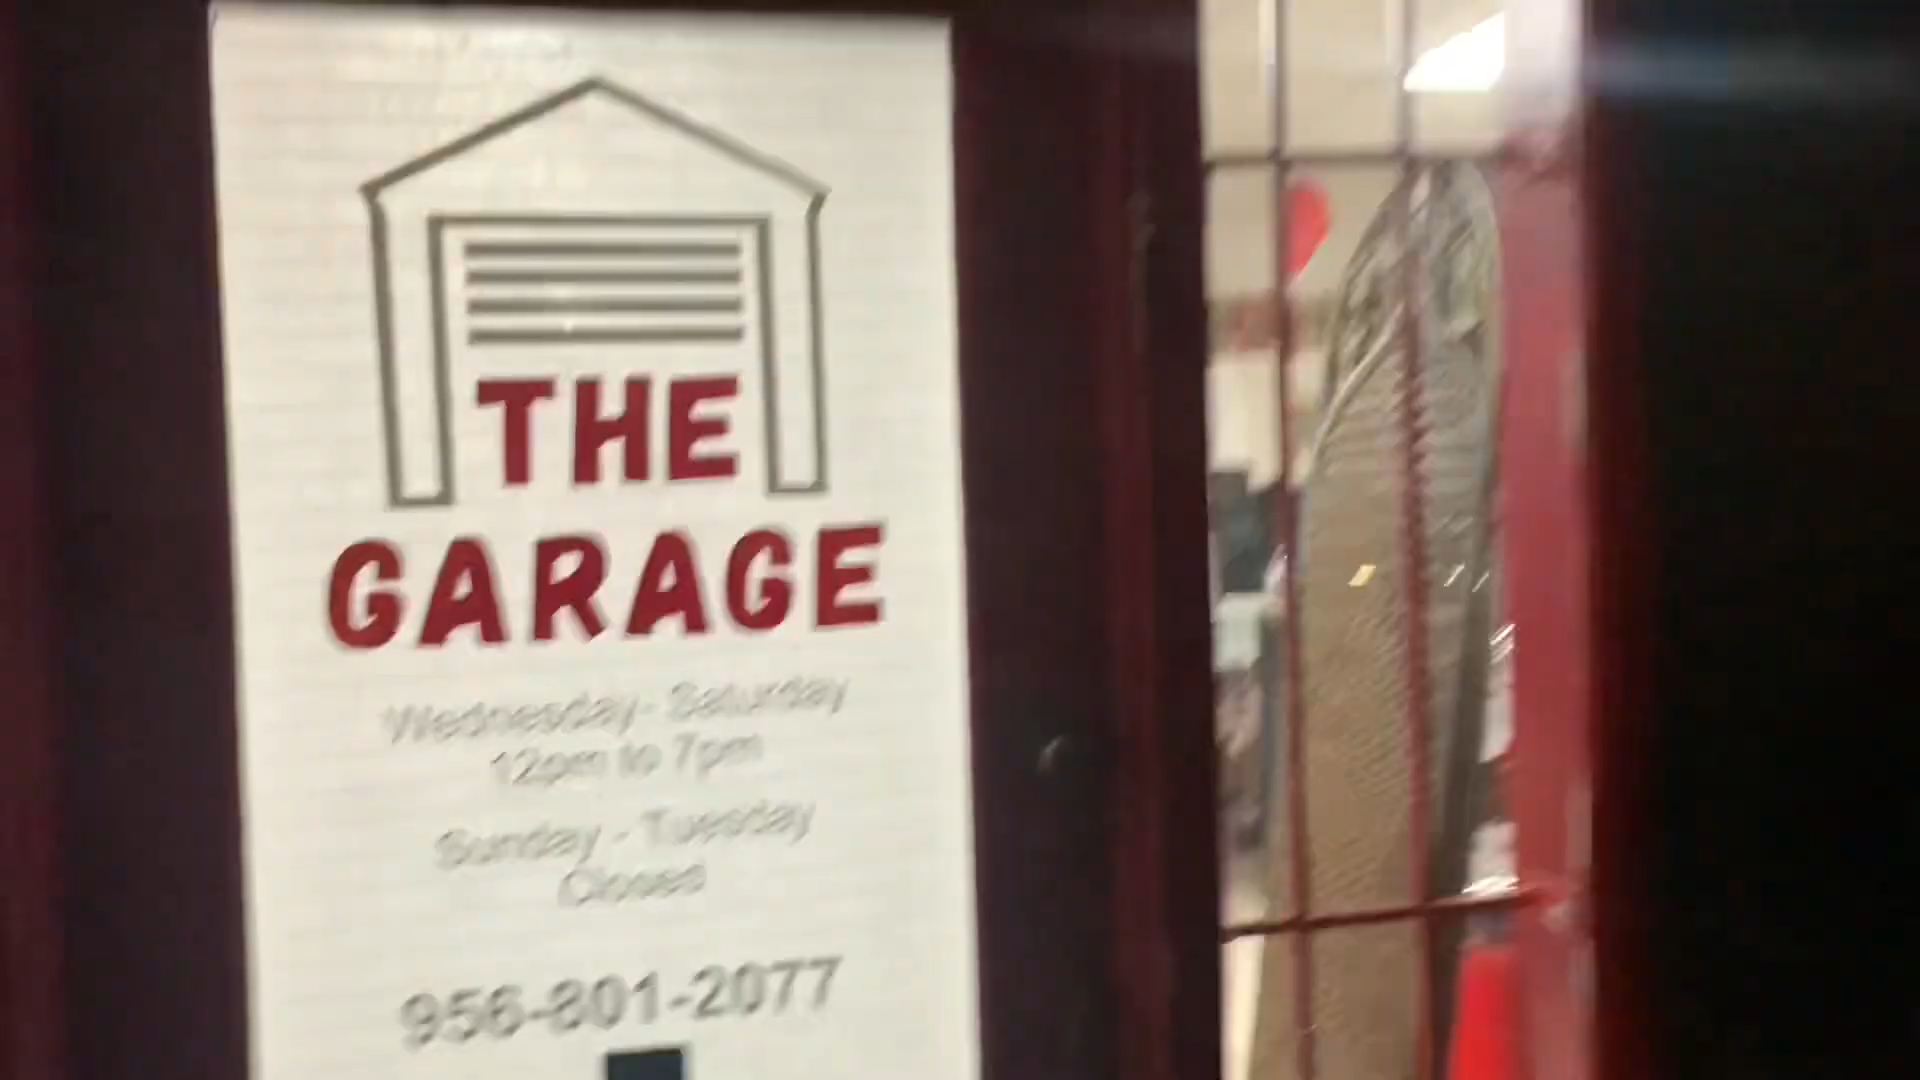 THE
GARAGE
Wednesday - Saturday
12pm to 7pm
Sunday - Tuesday
Closed
956-801-2077